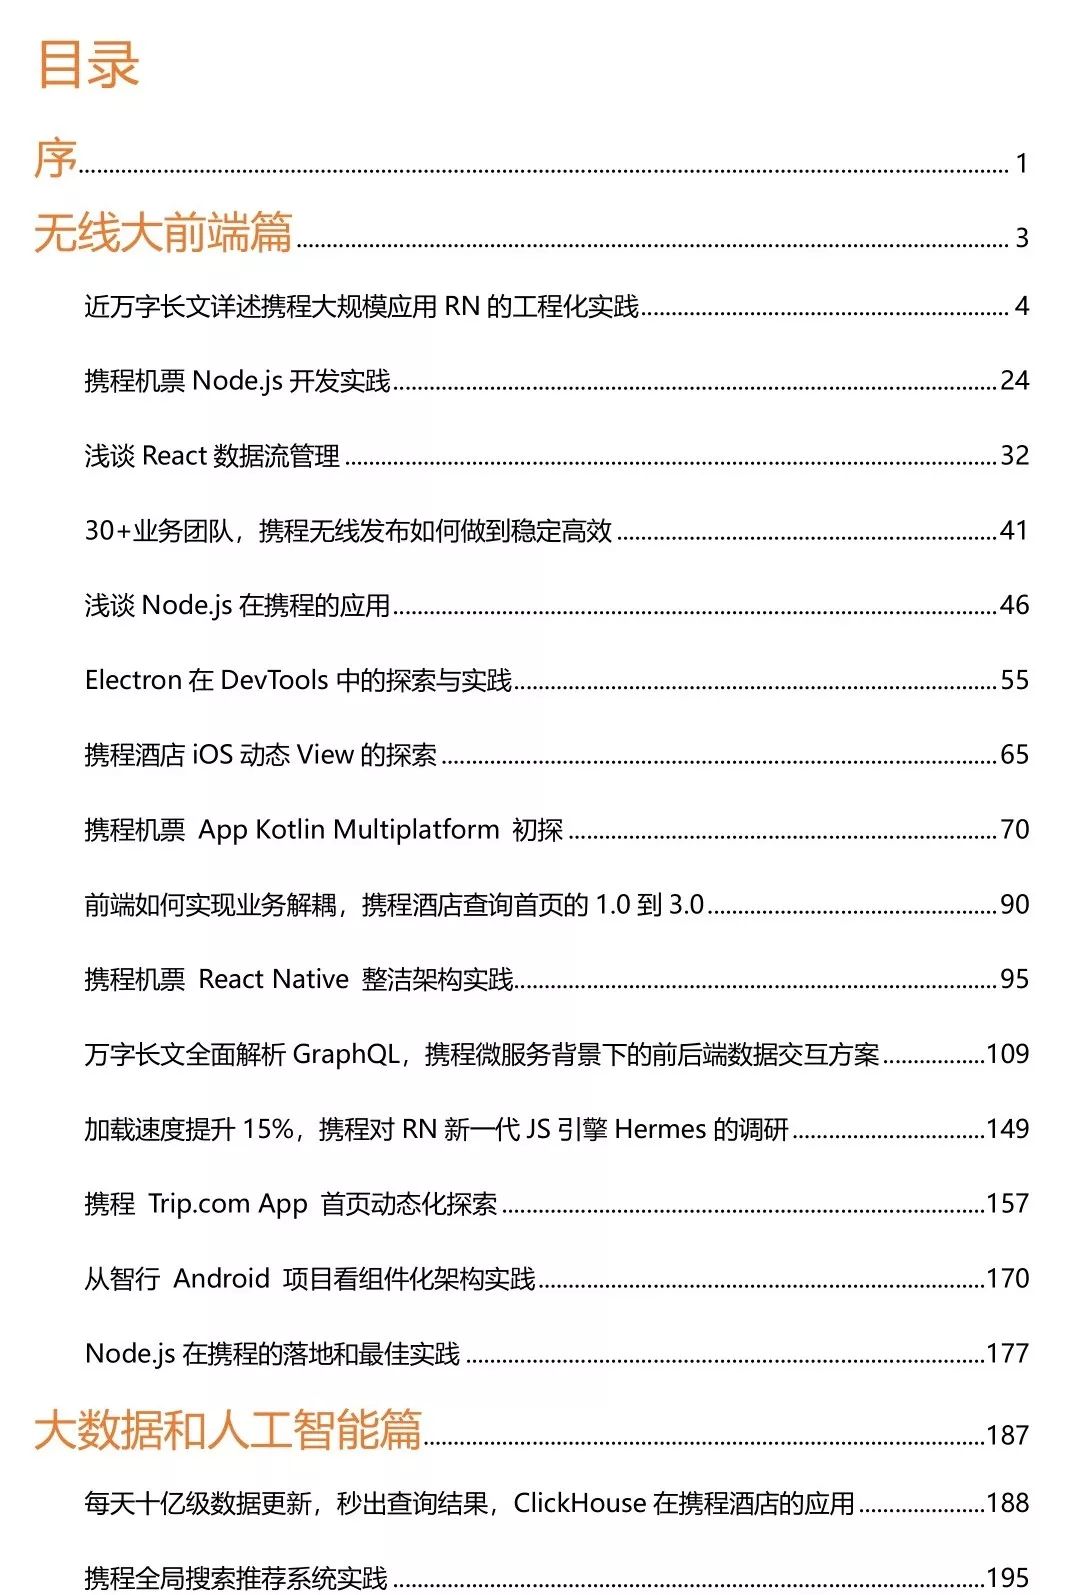 目录
序 1
无线大前端篇 3
近万字长文详述携程大规模应用 RN 的工程化实践 4
携程机票 Node.js 开发实践 24
浅谈 React 数据流管理 32
30+业务团队，携程无线发布如何做到稳定高效 41
浅谈 Node.js 在携程的应用 46
Electron 在 DevTools 中的探索与实践 55
携程酒店 iOS 动态 View 的探索 65
携程机票 App Kotlin Multiplatform 初探 70
前端如何实现业务解耦，携程酒店查询首页的 1.0 到 3.0 90
携程机票 React Native 整洁架构实践 95
万字长文全面解析 GraphQL，携程微服务背景下的前后端数据交互方案 109
加载速度提升 15%，携程对 RN 新一代 JS 引擎 Hermes 的调研 149
携程 Trip.com App 首页动态化探索 157
从智行 Android 项目看组件化架构实践 170
Node.js 在携程的落地和最佳实践 177
大数据和人工智能篇 187
每天十亿级数据更新，秒出查询结果，ClickHouse 在携程酒店的应用 188
携程全局搜索推荐系统实践 195